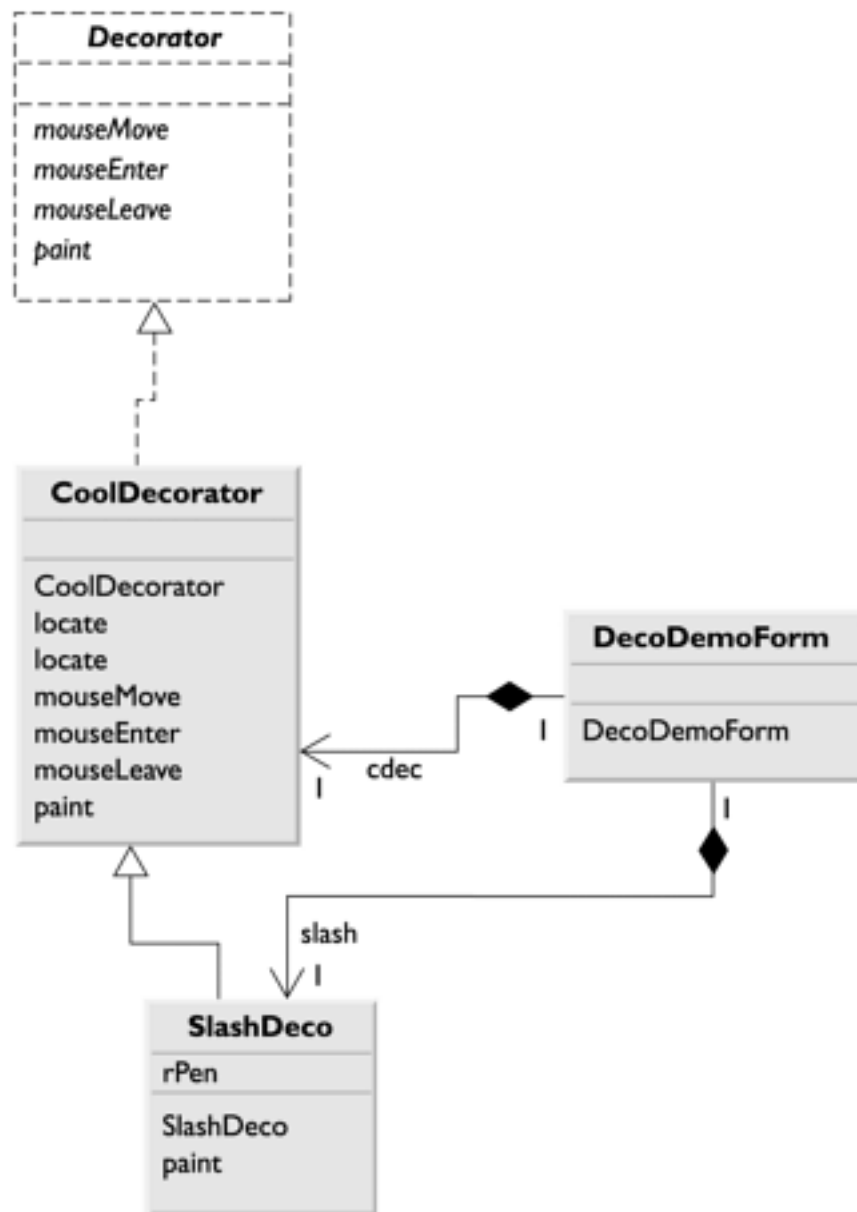 Decorator
mouseMove
mouseEnter
mouseLeave
paint
CoolDecorator
CoolDecorator
locate
locate
mouseMove
mouseEnter
mouseLeave
paint
DecoDemoForm
DecoDemoForm
1
cdec
1
1
slash
1
SlashDeco
rPen
SlashDeco
paint